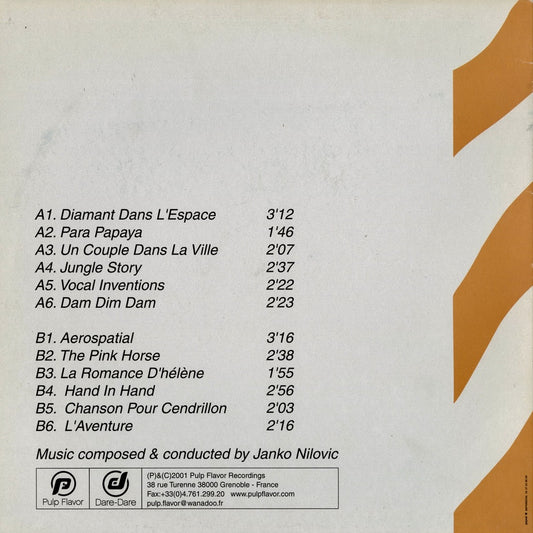 A1. Diamant Dans L'Espace 3'12
A2. Para Papaya 1'46
A3. Un Couple Dans La Ville 2'07
A4. Jungle Story 2'37
A5. Vocal Inventions 2'22
A6. Dam Dim Dam 2'23
B1. Aerospatial 3'16
B2. The Pink Horse 2'38
B3. La Romance D'hélène 1'55
B4. Hand In Hand 2'56
B5. Chanson Pour Cendrillon 2'03
B6. L'Aventure 2'16
Music composed & conducted by Janko Nilovic
Pulp Flavor
Dare-Dare
(P)&(C)2001 Pulp Flavor Recordings
38 rue Turenne 38000 Grenoble - France
Fax:+33(0)4.761.299.20 www.pulpflavor.com
pulp.flavor@wanadoo.fr